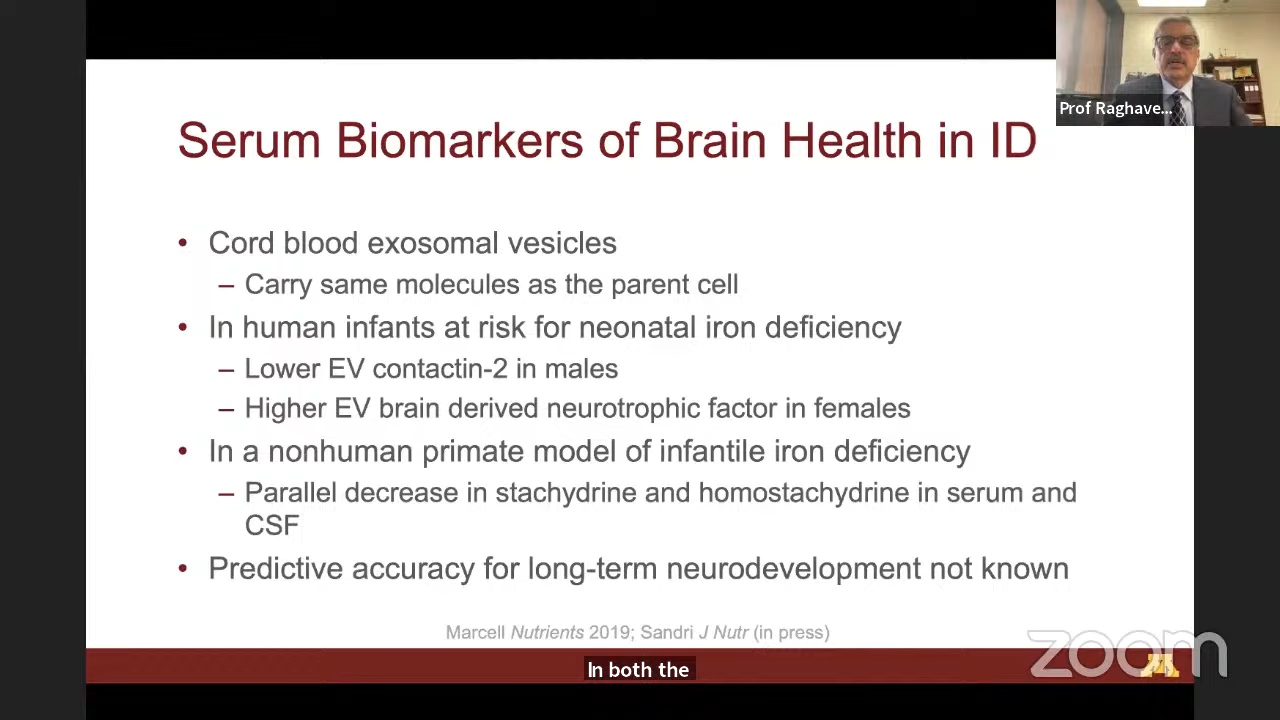 Prof Raghave...
Serum Biomarkers of Brain Health in ID
• Cord blood exosomal vesicles
– Carry same molecules as the parent cell
• In human infants at risk for neonatal iron deficiency
– Lower EV contactin-2 in males
– Higher EV brain derived neurotrophic factor in females
• In a nonhuman primate model of infantile iron deficiency
– Parallel decrease in stachydrine and homostachydrine in serum and
CSF
• Predictive accuracy for long-term neurodevelopment not known
Marcell Nutrients 2019; Sandri J Nutr (in press)
zoom
M
In both the